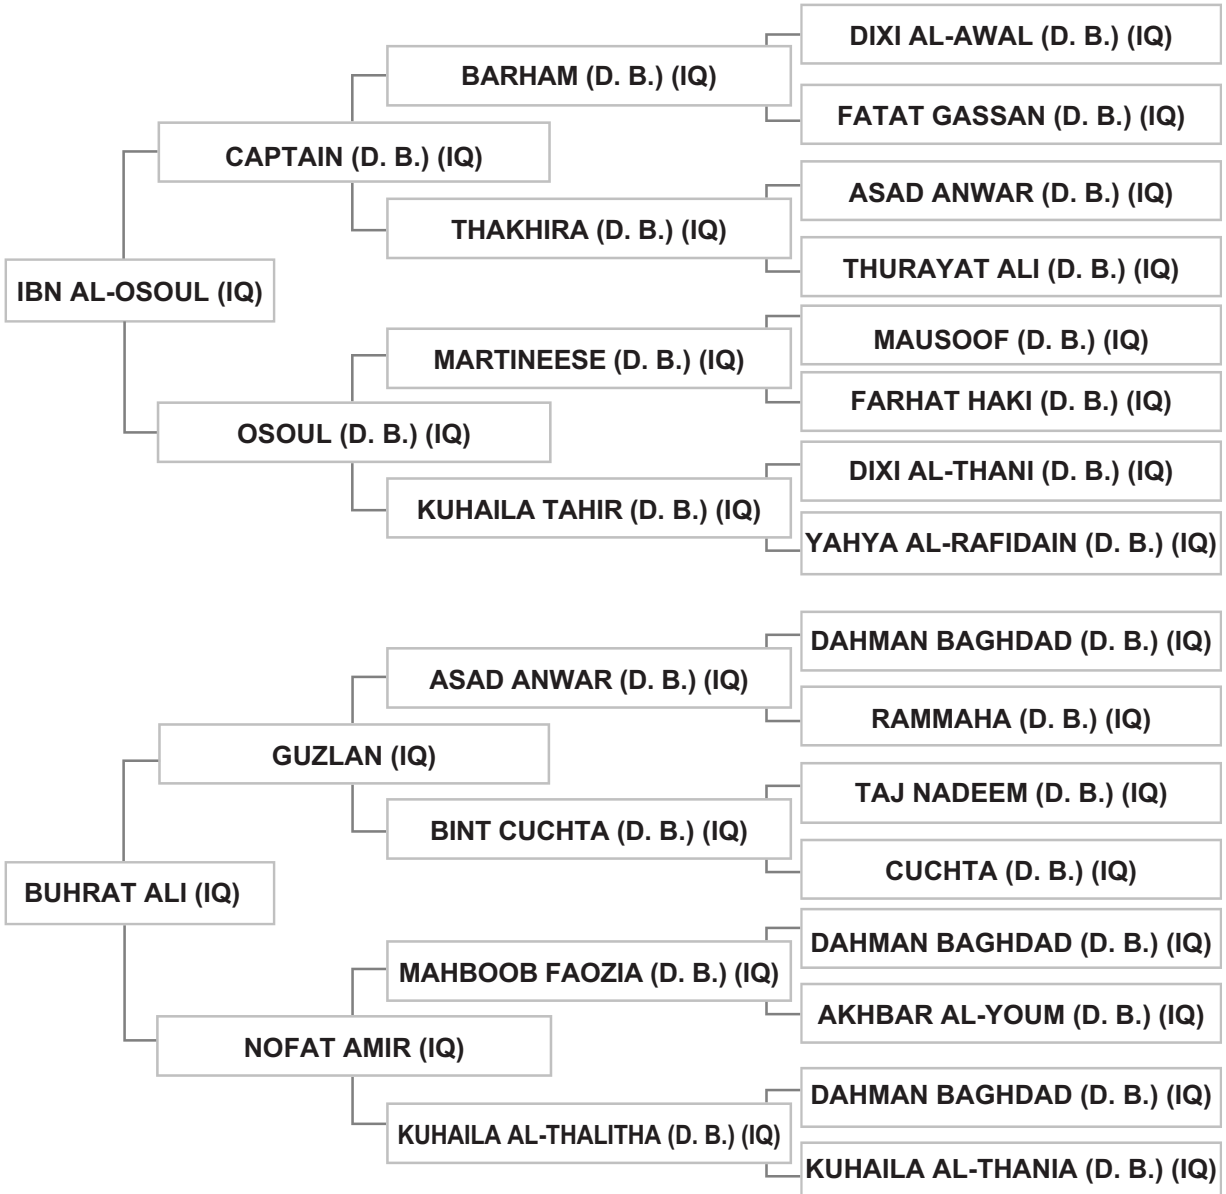 DIXI AL-AWAL (D. B.) (IQ)
BARHAM (D. B.) (IQ)
FATAT GASSAN (D. B.) (IQ)
CAPTAIN (D. B.) (IQ)
ASAD ANWAR (D. B.) (IQ)
THAKHIRA (D. B.) (IQ)
THURAYAT ALI (D. B.) (IQ)
IBN AL-OSOUL (IQ)
MAUSOOF (D. B.) (IQ)
MARTINEESE (D. B.) (IQ)
FARHAT HAKI (D. B.) (IQ)
OSOUL (D. B.) (IQ)
DIXI AL-THANI (D. B.) (IQ)
KUHAILA TAHIR (D. B.) (IQ)
YAHYA AL-RAFIDAIN (D. B.) (IQ)
DAHMAN BAGHDAD (D. B.) (IQ)
ASAD ANWAR (D. B.) (IQ)
RAMMAHA (D. B.) (IQ)
GUZLAN (IQ)
TAJ NADEEM (D. B.) (IQ)
BINT CUCHTA (D. B.) (IQ)
CUCHTA (D. B.) (IQ)
BUHRAT ALI (IQ)
DAHMAN BAGHDAD (D. B.) (IQ)
MAHBOOB FAOZIA (D. B.) (IQ)
AKHBAR AL-YOUM (D. B.) (IQ)
NOFAT AMIR (IQ)
DAHMAN BAGHDAD (D. B.) (IQ)
KUHAILA AL-THALITHA (D. B.) (IQ)
KUHAILA AL-THANIA (D. B.) (IQ)